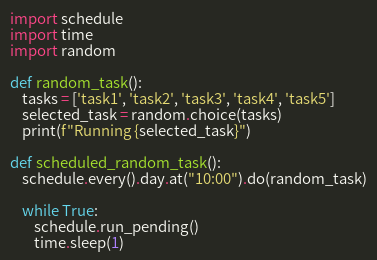 import schedule
import time
import random

def random_task():
    tasks = ['task1', 'task2', 'task3', 'task4', 'task5']
    selected_task = random.choice(tasks)
    print(f"Running {selected_task}")

def scheduled_random_task():
    schedule.every().day.at("10:00").do(random_task)

    while True:
        schedule.run_pending()
        time.sleep(1)